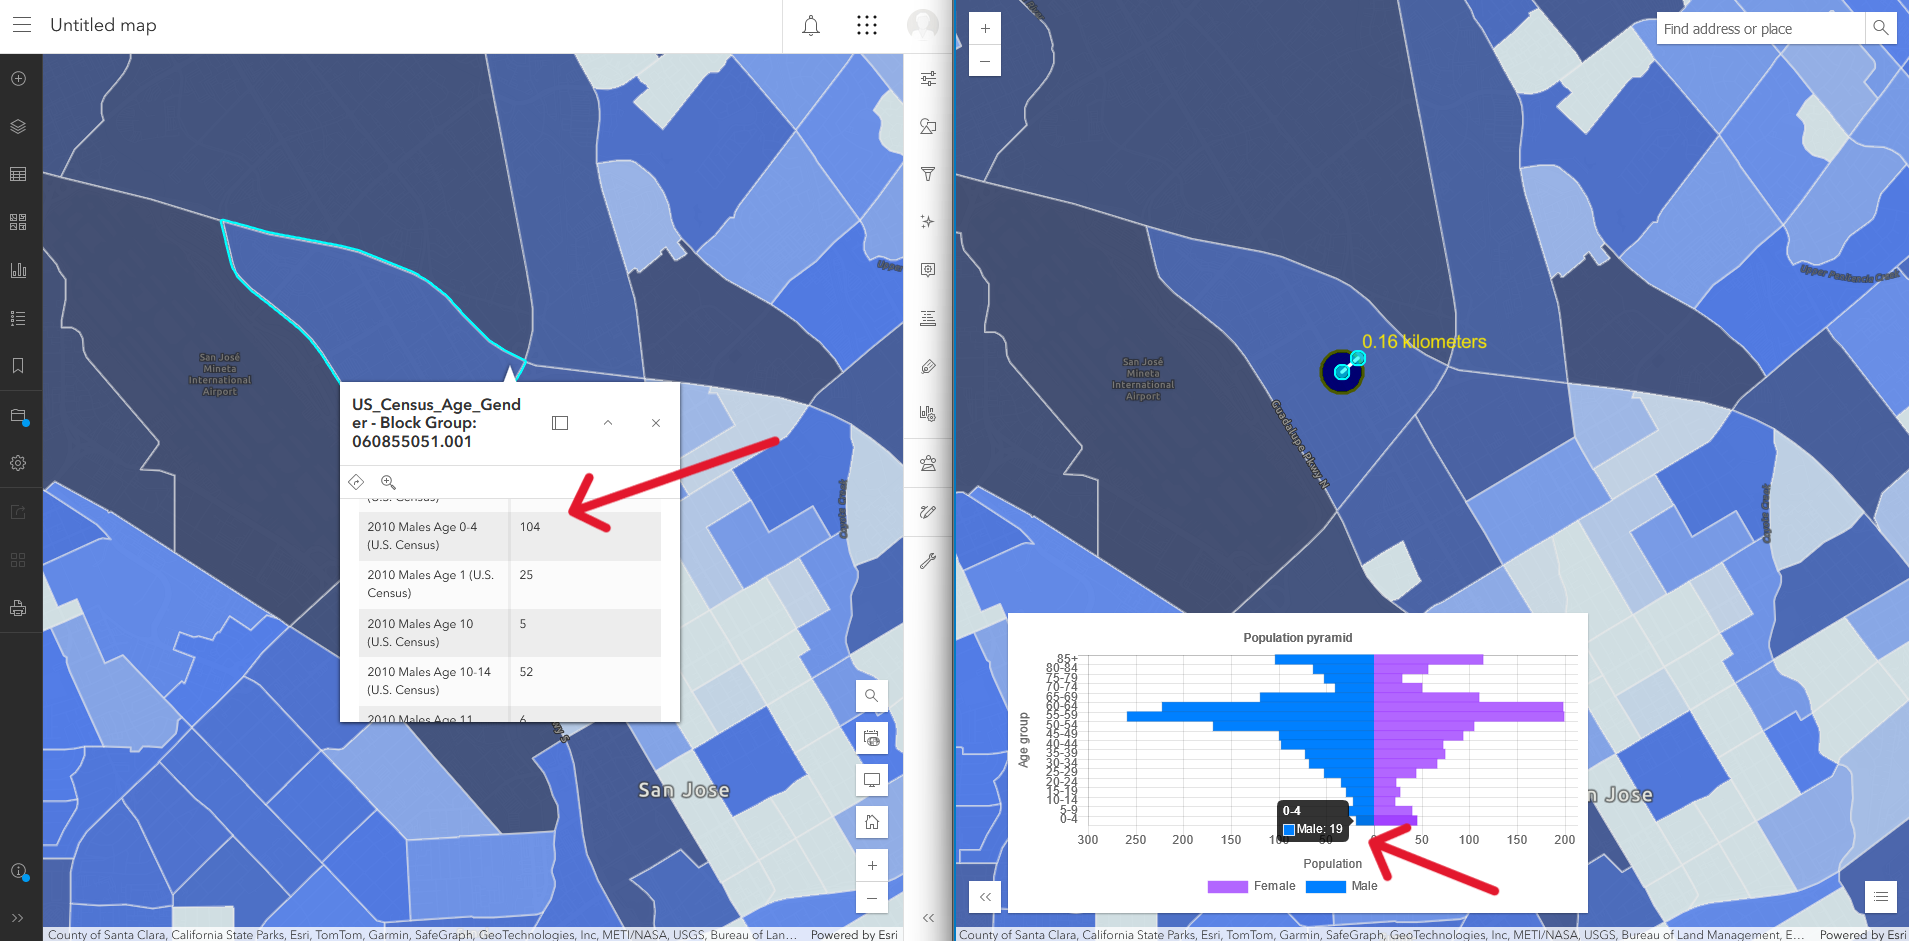 Untitled map
San José
Mineta
International
Airport
US_Census_Age_Gend
er - Block Group:
060855051.001
(U.S. Census)
2010 Males Age 0-4
(U.S. Census)
104
2010 Males Age 1 (U.S.
Census)
25
2010 Males Age 10
(U.S. Census)
5
2010 Males Age 10-14
(U.S. Census)
52
2010 Males Age 11
6
Upper
Coyote Creek
San Jose
County of Santa Clara, California State Parks, Esri, TomTom, Garmin, SafeGraph, GeoTechnologies, Inc, METI/NASA, USGS, Bureau of Lan...
Powered by Esri
Find address or place
Upper Penitencia Creek
0.16 kilometers
San José
Mineta
International
Airport
Guadalupe Pkwy N
Coyote Creek
n Jose
Population pyramid
Age group
85+
80-84
75-79
70-74
65-69
60-64
55-59
50-54
45-49
40-44
35-39
30-34
25-29
20-24
15-19
10-14
5-9
0-4
0-4
Male: 19
300 250 200 150 100 50 0 50 100 150 200
Population
Female Male
County of Santa Clara, California State Parks, Esri, TomTom, Garmin, SafeGraph, GeoTechnologies, Inc, METI/NASA, USGS, Bureau of Land Management, E...
Powered by Esri